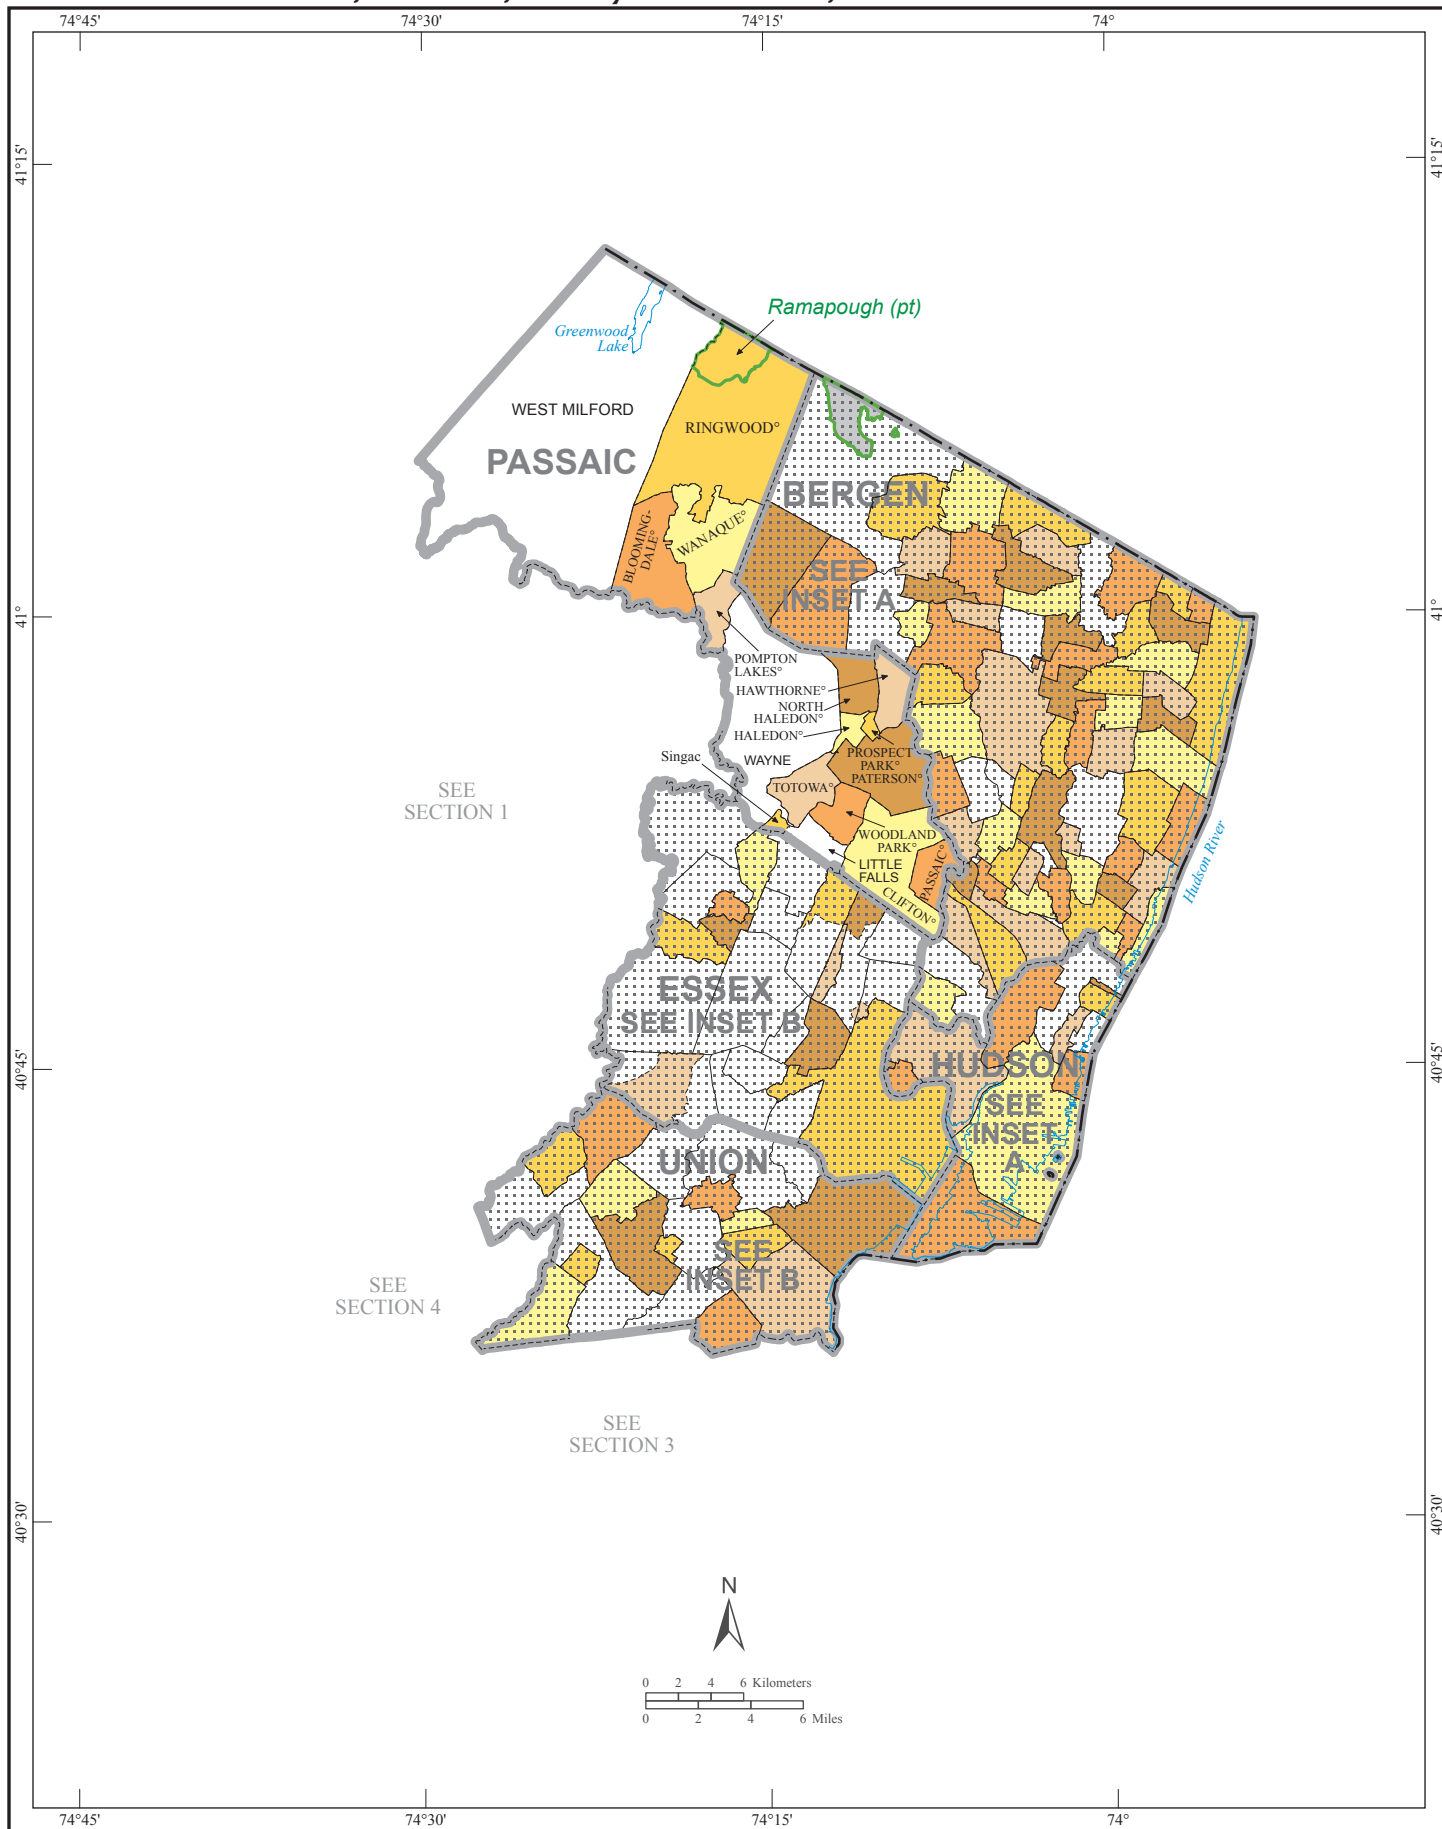 74°45'
74°30'
74°15'
74°
41°15'
41°15'
Ramapough (pt)
Greenwood
Lake
WEST MILFORD
RINGWOOD°
PASSAIC
BERGEN
BLOOMING-
DALE°
WANAQUE°
SEE
INSET A
41°
41°
POMPTON
LAKES°
HAWTHORNE°
NORTH
HALEDON°
HALEDON°
Singac
WAYNE
PROSPECT
PARK°
PATERSON°
TOTOWA°
SEE
SECTION 1
WOODLAND
PARK°
LITTLE
FALLS
PASSAIC°
CLIFTON°
Hudson River
ESSEX
SEE INSET B
40°45'
40°45'
HUDSON
SEE
INSET
A
UNION
SEE
INSET B
SEE
SECTION 4
SEE
SECTION 3
40°30'
40°30'
N
0 2 4 6 Kilometers
0 2 4 6 Miles
74°45'
74°30'
74°15'
74°